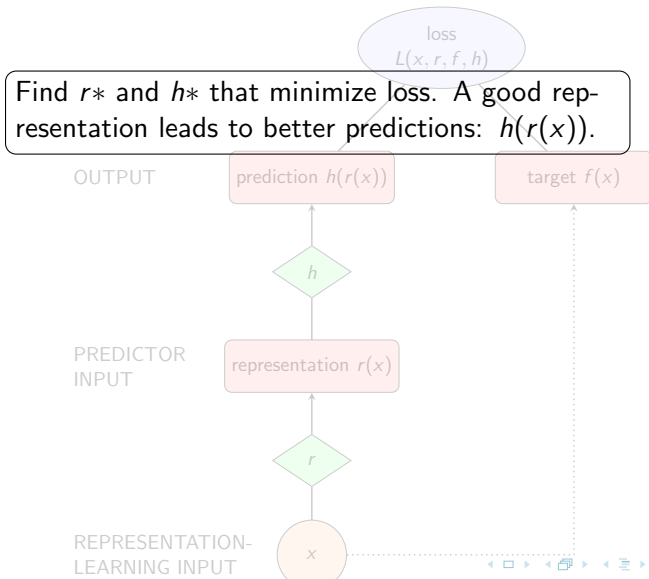 loss
L(x, r, f, h)
Find r* and h* that minimize loss. A good rep-
resentation leads to better predictions: h(r(x)).
OUTPUT
prediction h(r(x))
target f(x)
h
PREDICTOR
INPUT
representation r(x)
r
REPRESENTATION-
LEARNING INPUT
x